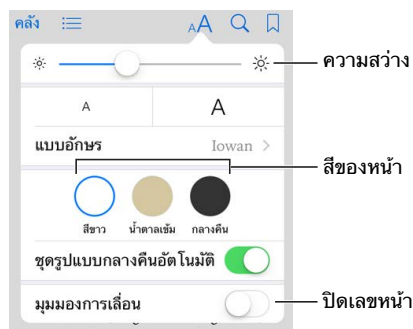 คลัง AA
ความสว่าง
A A
แบบอักษร Iowan >
สีของหน้า
สีขาว น้ำตาลเข้ม กลางคืน
ชุดรูปแบบกลางคืนอัตโนมัติ
มุมมองการเลื่อน ปิดเลขหน้า